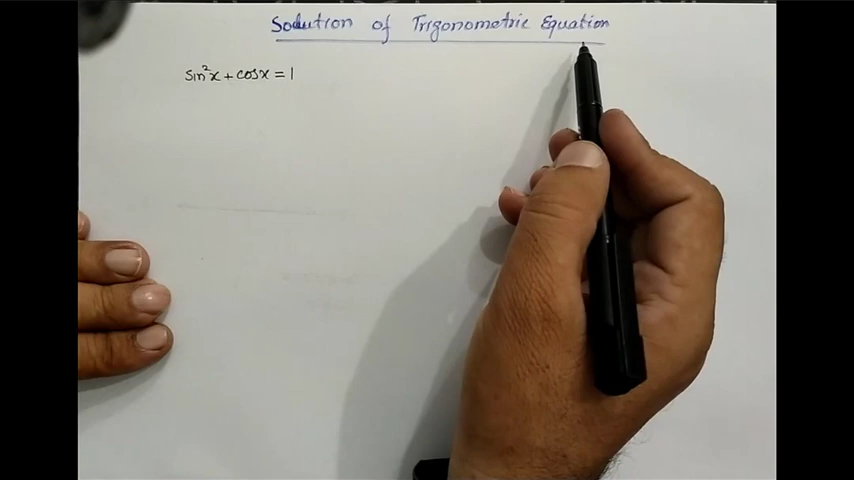 Solution of Trigonometric Equation
sin²x + cosx = 1